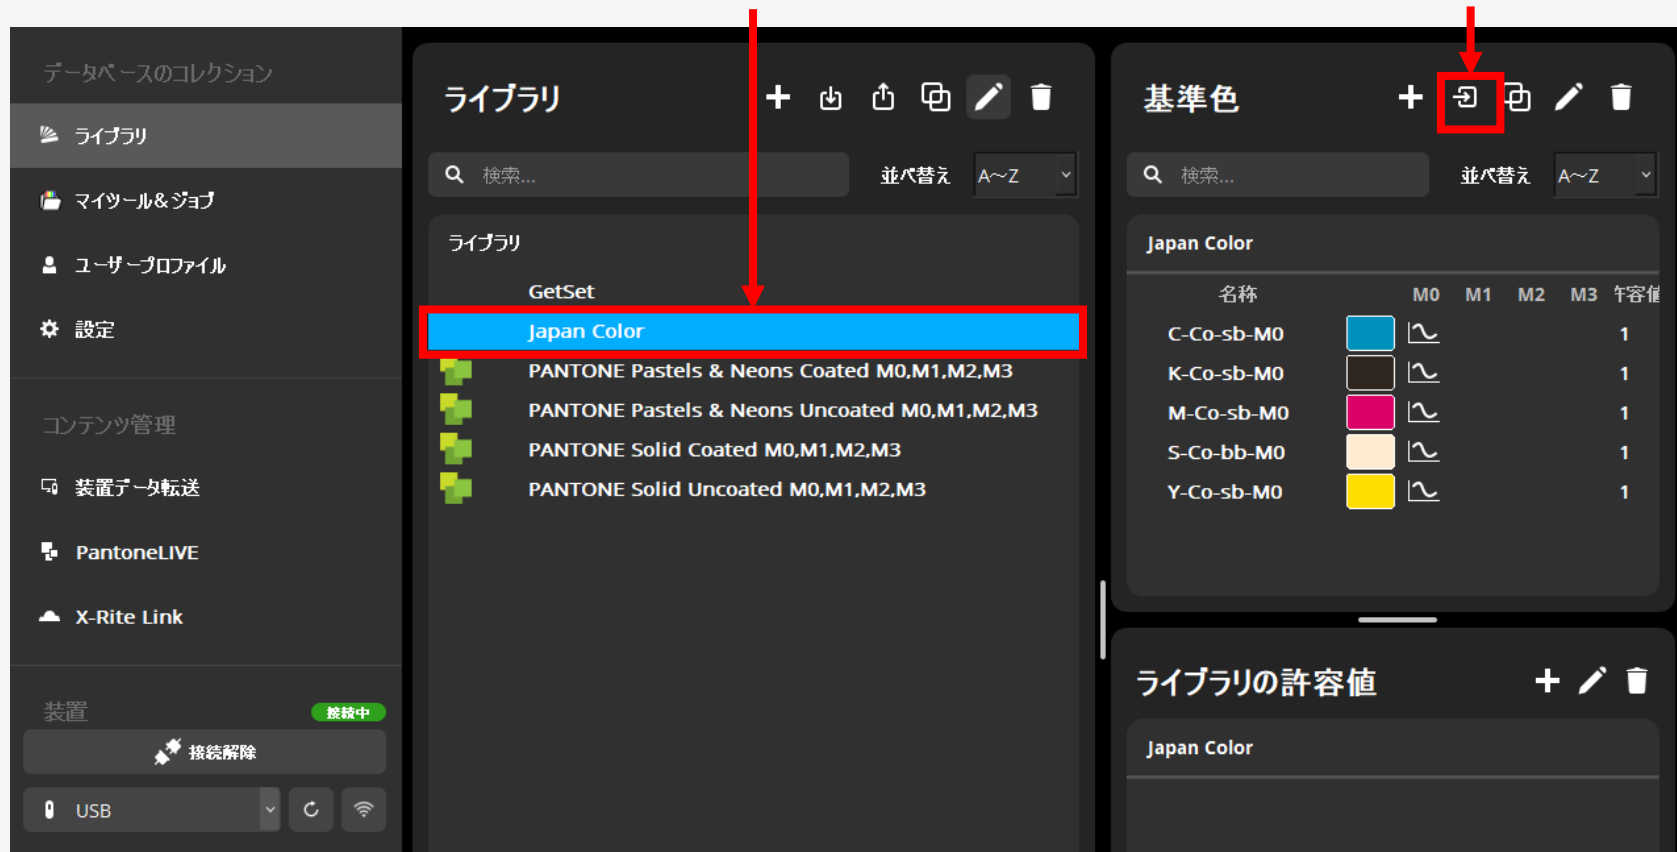 データベースのコレクション
ライブラリ
マイツール&ジョブ
ユーザープロファイル
設定
コンテンツ管理
装置データ転送
PantoneLIVE
X-Rite Link
装置
接続中
接続解除
USB
ライブラリ
検索...
並べ替え
A～Z
ライブラリ
GetSet
Japan Color
PANTONE Pastels & Neons Coated M0,M1,M2,M3
PANTONE Pastels & Neons Uncoated M0,M1,M2,M3
PANTONE Solid Coated M0,M1,M2,M3
PANTONE Solid Uncoated M0,M1,M2,M3
基準色
検索...
並べ替え
A～Z
Japan Color
名称 M0 M1 M2 M3 許容値
C-Co-sb-M0 1
K-Co-sb-M0 1
M-Co-sb-M0 1
S-Co-bb-M0 1
Y-Co-sb-M0 1
ライブラリの許容値
Japan Color